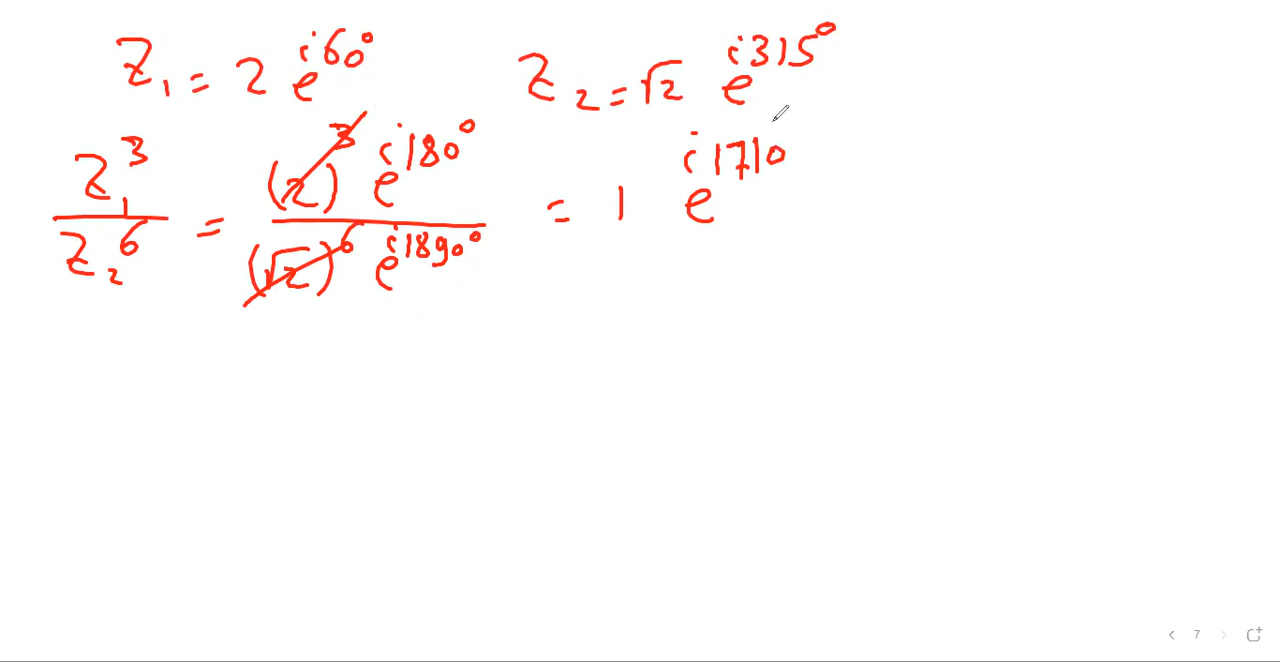 Z₁ = 2 e^{i60°}   Z₂ = √2 e^{i315°}
Z₁³ / Z₂⁶ = (2)³ e^{i180°} / (√2)⁶ e^{i1890°} = 1 e^{i1710}
7